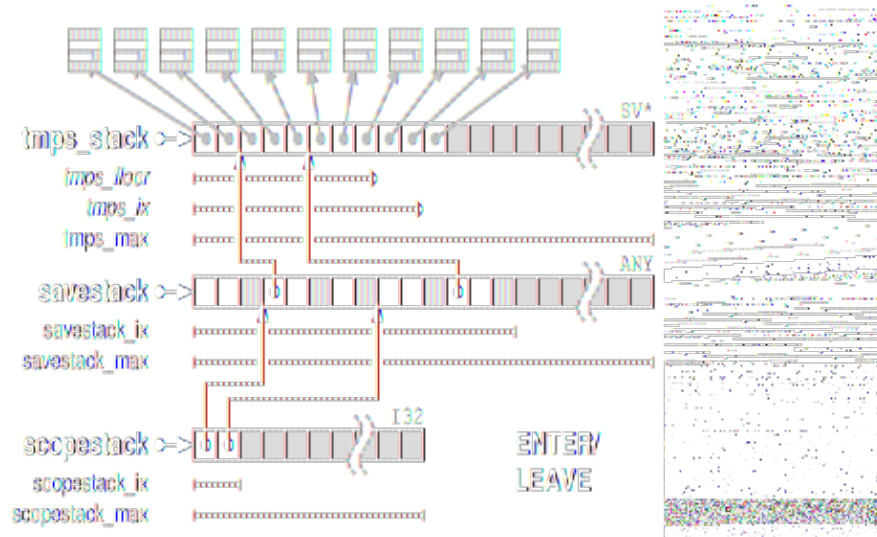 SV*
tmps_stack
tmps_floor
tmps_ix
tmps_max
ANY
savestack
savestack_ix
savestack_max
I32
scopestack
ENTER/
LEAVE
scopestack_ix
scopestack_max